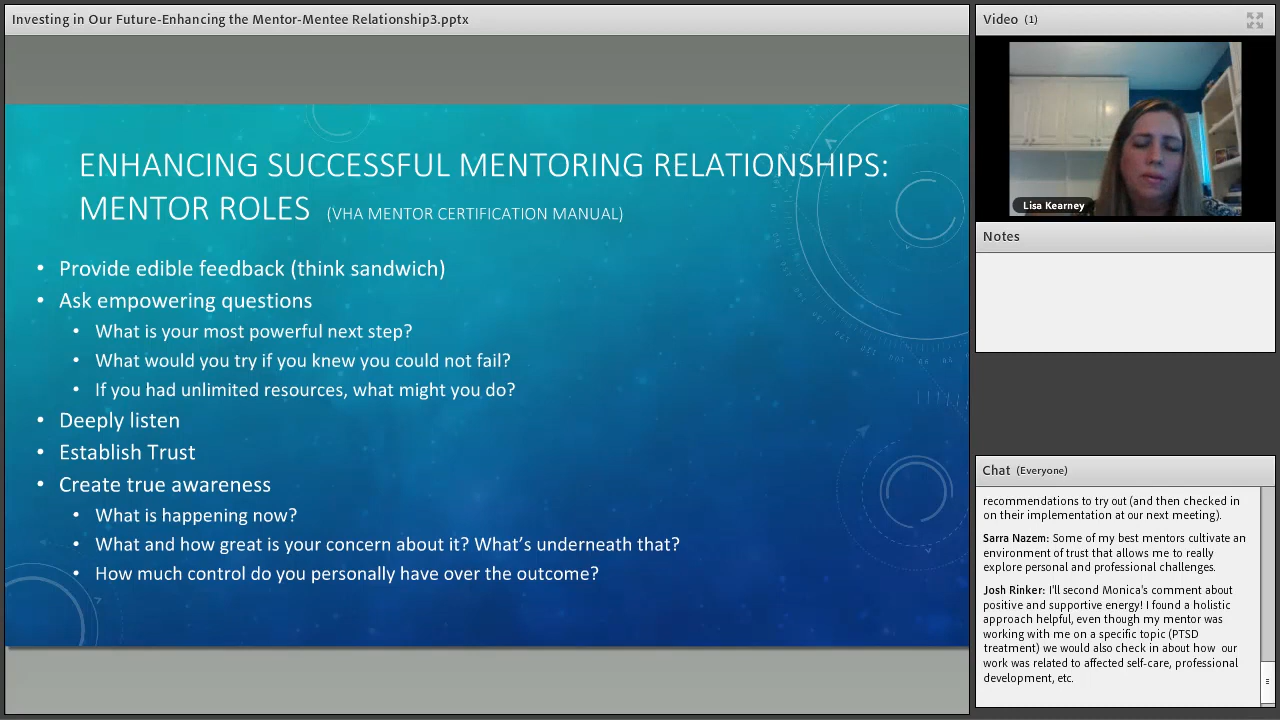 Investing in Our Future-Enhancing the Mentor-Mentee Relationship3.pptx
ENHANCING SUCCESSFUL MENTORING RELATIONSHIPS:
MENTOR ROLES (VHA MENTOR CERTIFICATION MANUAL)
• Provide edible feedback (think sandwich)
• Ask empowering questions
• What is your most powerful next step?
• What would you try if you knew you could not fail?
• If you had unlimited resources, what might you do?
• Deeply listen
• Establish Trust
• Create true awareness
• What is happening now?
• What and how great is your concern about it? What's underneath that?
• How much control do you personally have over the outcome?
Video (1)
Lisa Kearney
Notes
Chat (Everyone)
recommendations to try out (and then checked in
on their implementation at our next meeting).
Sarra Nazem: Some of my best mentors cultivate an
environment of trust that allows me to really
explore personal and professional challenges.
Josh Rinker: I'll second Monica's comment about
positive and supportive energy! I found a holistic
approach helpful, even though my mentor was
working with me on a specific topic (PTSD
treatment) we would also check in about how our
work was related to affected self-care, professional
development, etc.